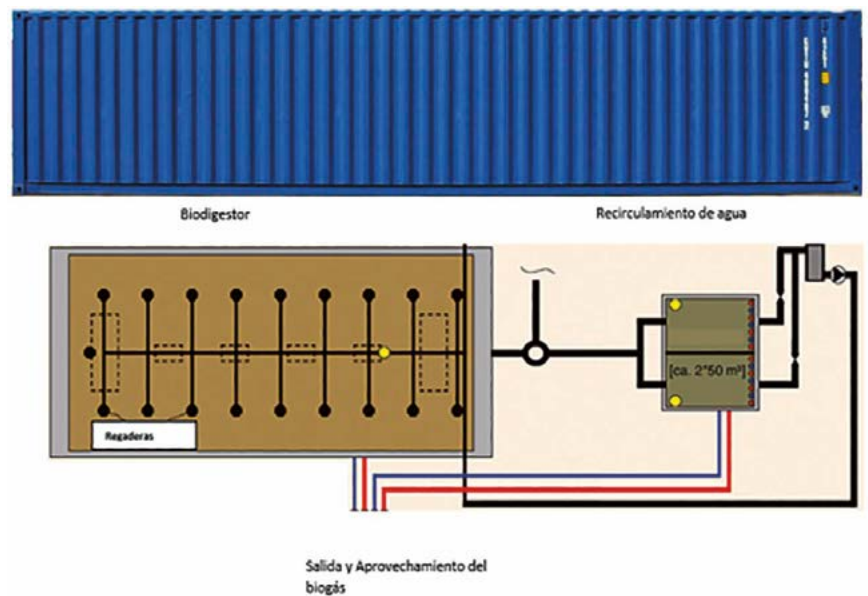 Biodigestor
Recirculamiento de agua
[ca. 2*50 m³]
Regaderas
Salida y Aprovechamiento del
biogás